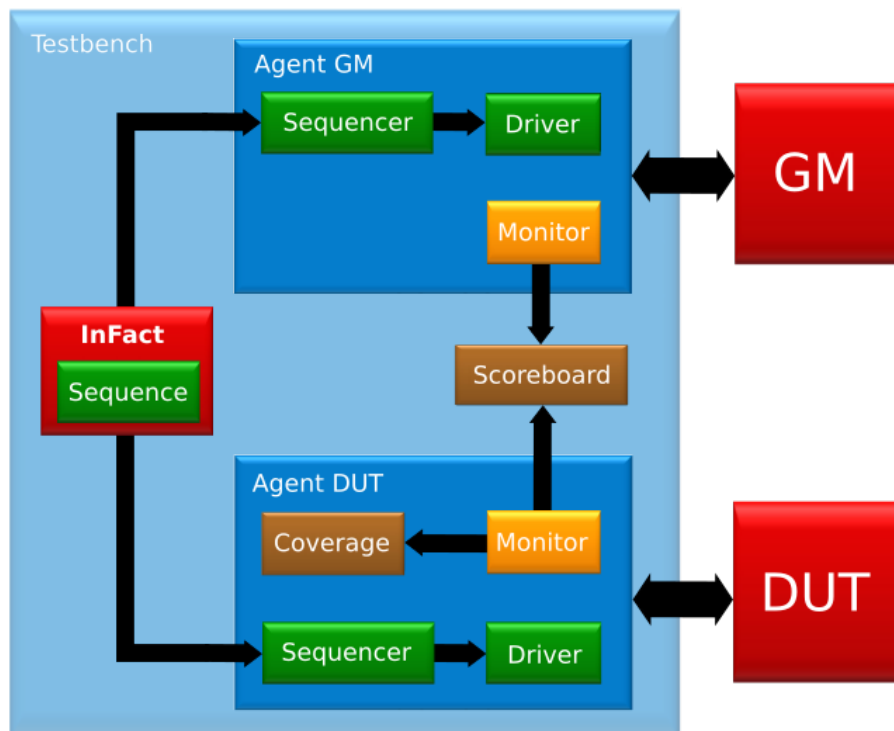 Testbench
Agent GM
Sequencer
Driver
GM
Monitor
InFact
Sequence
Scoreboard
Agent DUT
Coverage
Monitor
DUT
Sequencer
Driver